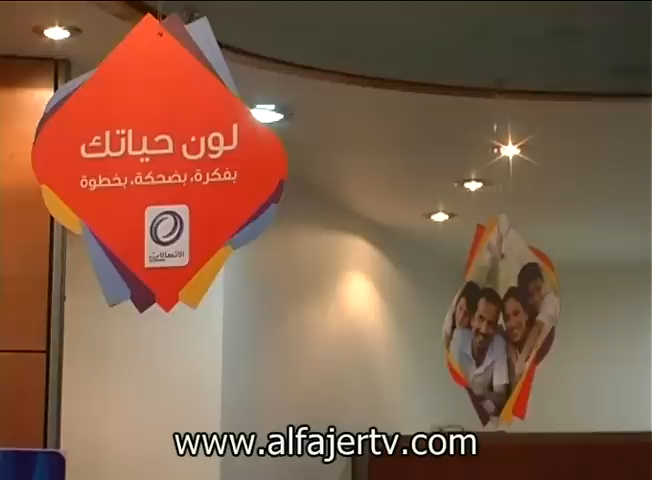 لون حياتك
بفكرة، بضحكة، بخطوة
الاتصالات
www.alfajertv.com